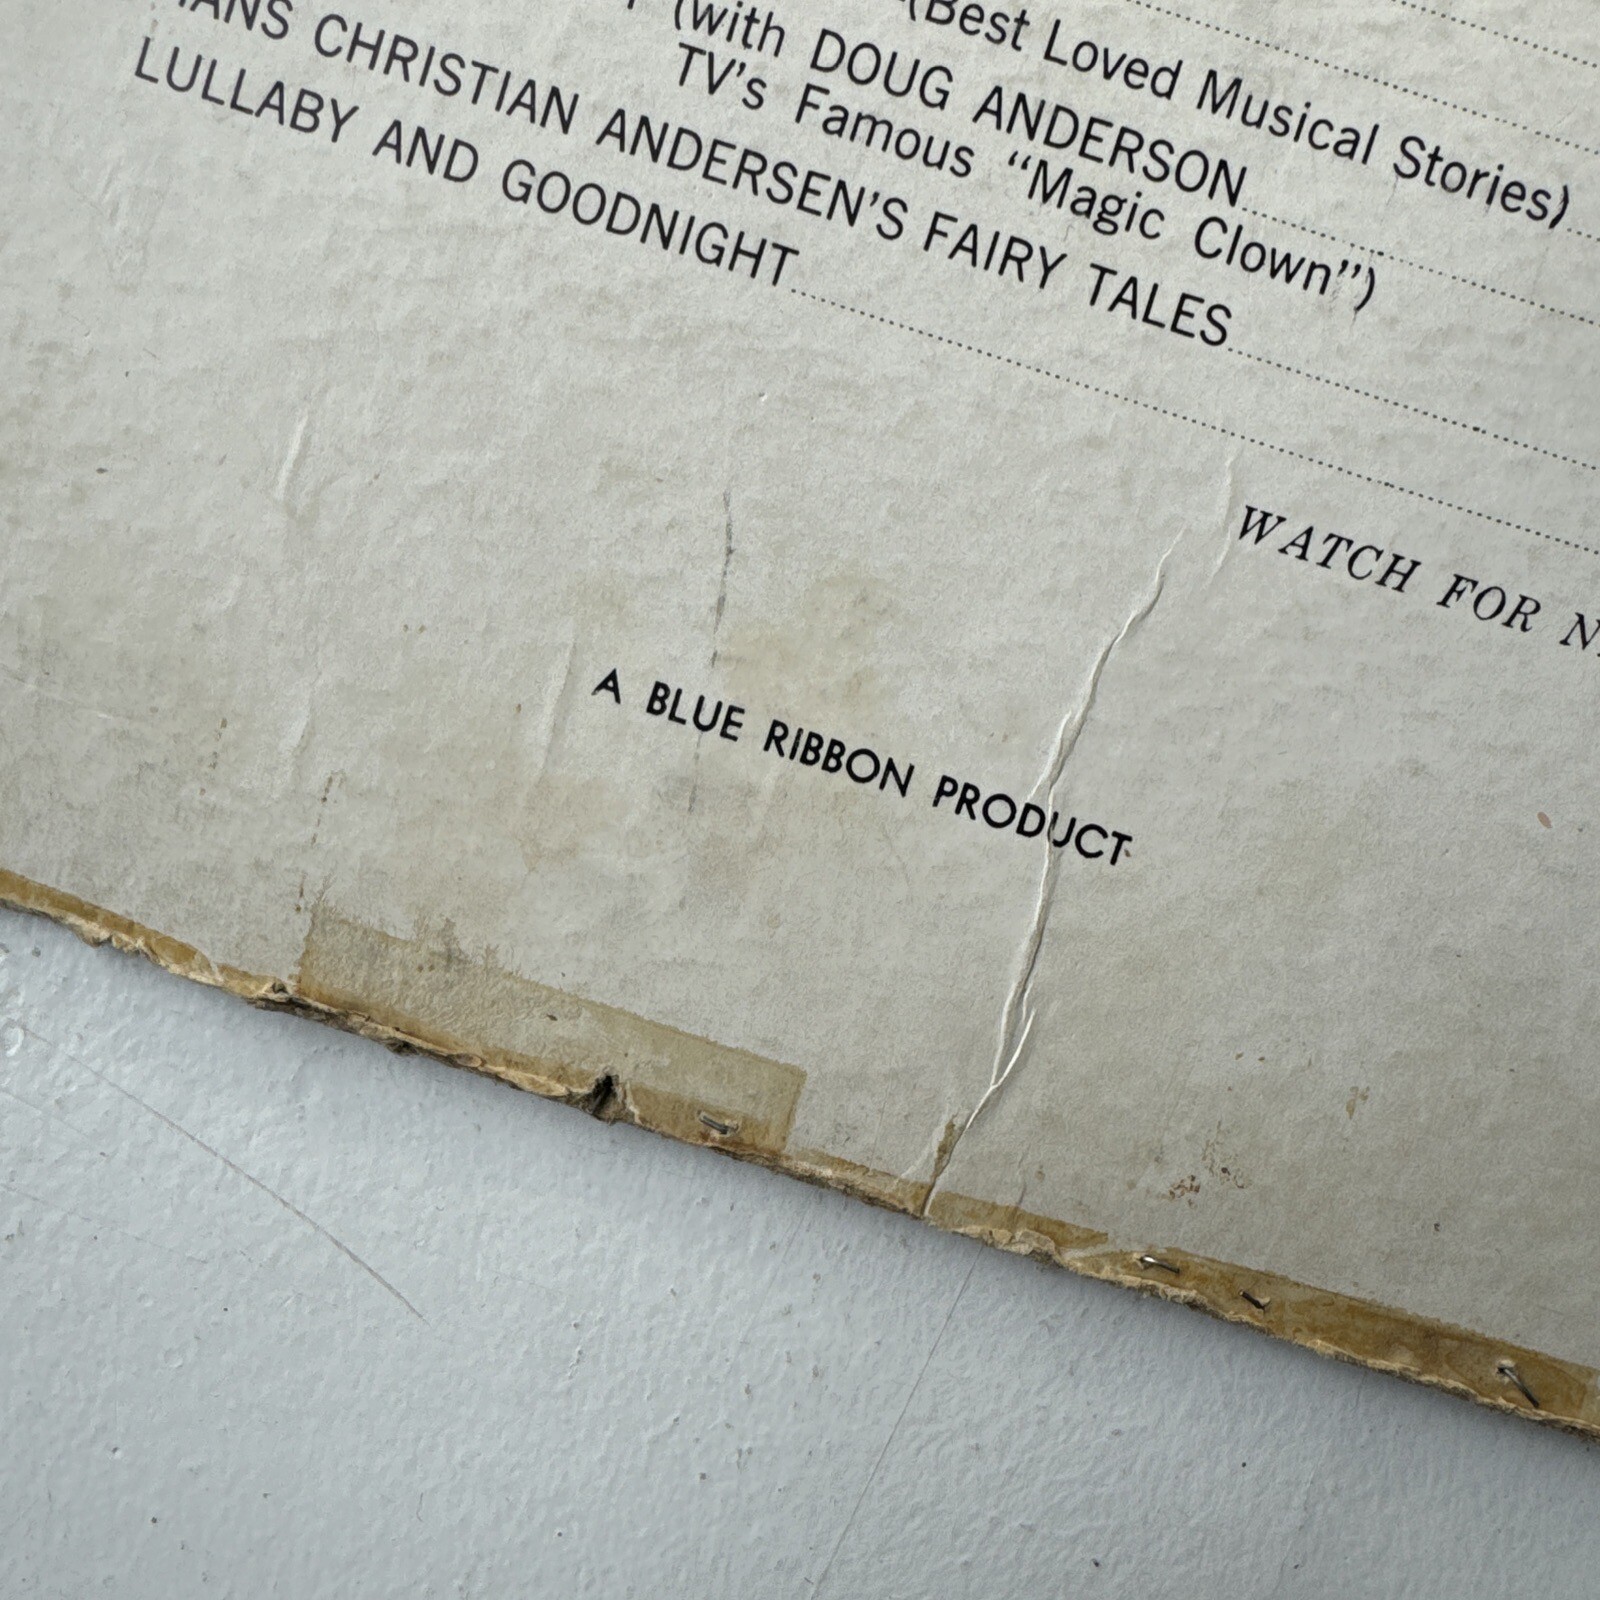 (Best Loved Musical Stories)
(with DOUG ANDERSON
TV's Famous "Magic Clown")
HANS CHRISTIAN ANDERSEN'S FAIRY TALES
LULLABY AND GOODNIGHT
WATCH FOR
A BLUE RIBBON PRODUCT